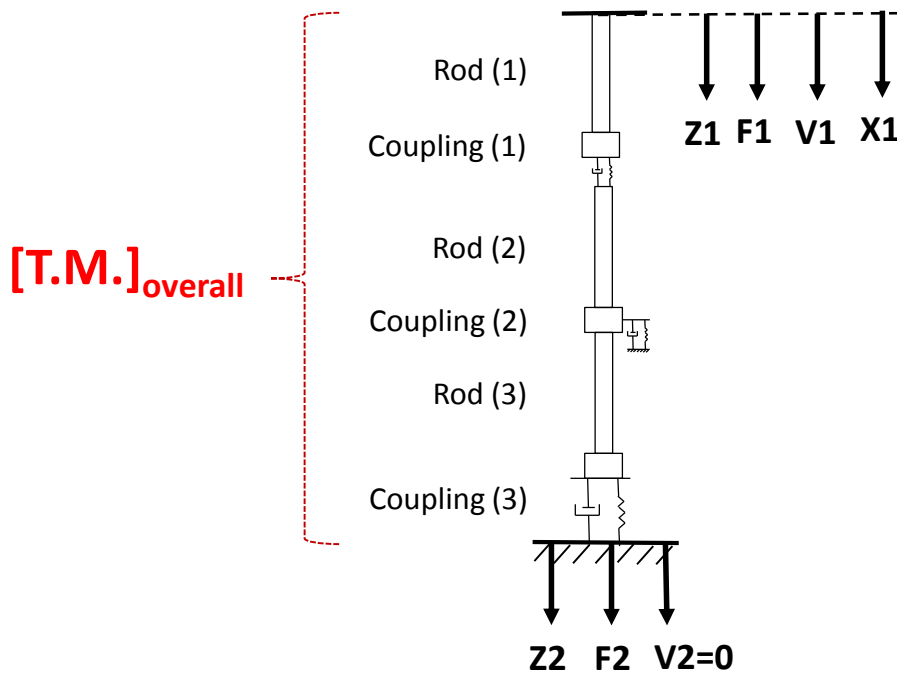 Rod (1)
Z1 F1 V1 X1
Coupling (1)
Rod (2)
[T.M.]overall
Coupling (2)
Rod (3)
Coupling (3)
Z2 F2 V2=0